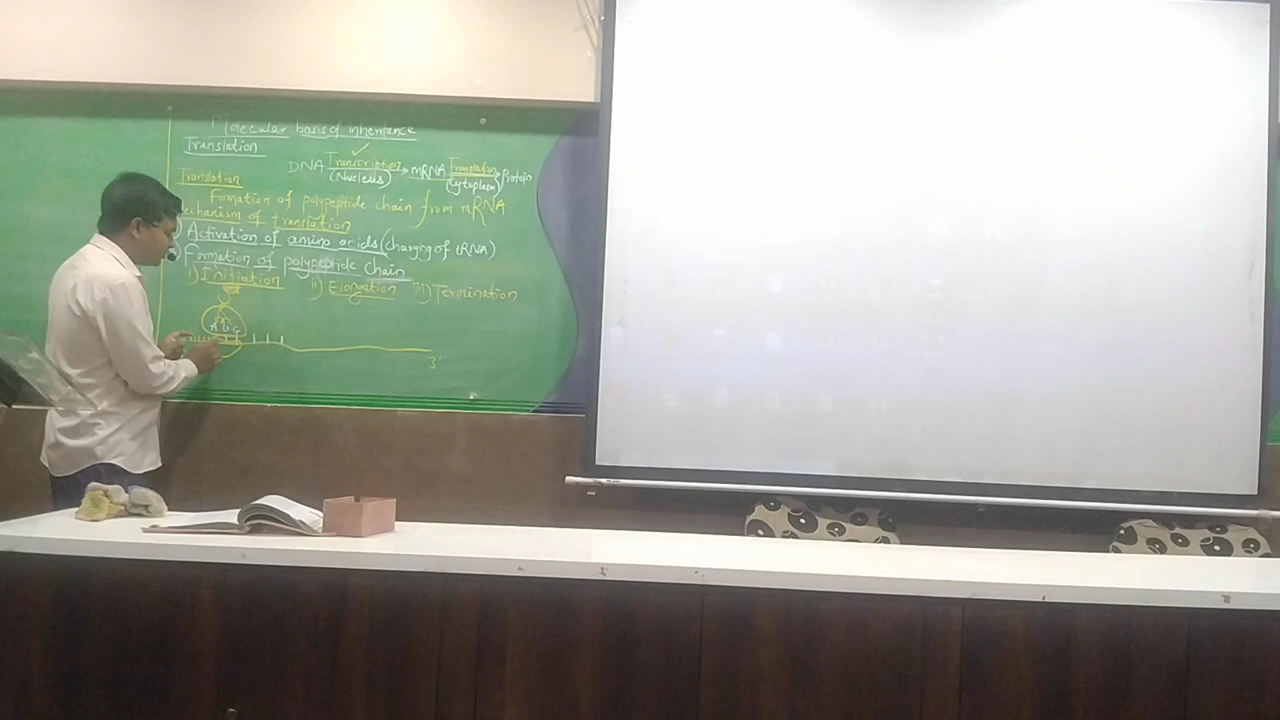 Molecular basis of inheritance
Translation
DNA Transcription (Nucleus) → mRNA Translation (Cytoplasm) → Protein
Translation
Formation of polypeptide chain from mRNA
echanism of translation
) Activation of amino acids (charging of tRNA)
) Formation of polypeptide chain
i) Initiation ii) Elongation iii) Termination
A U G
3'